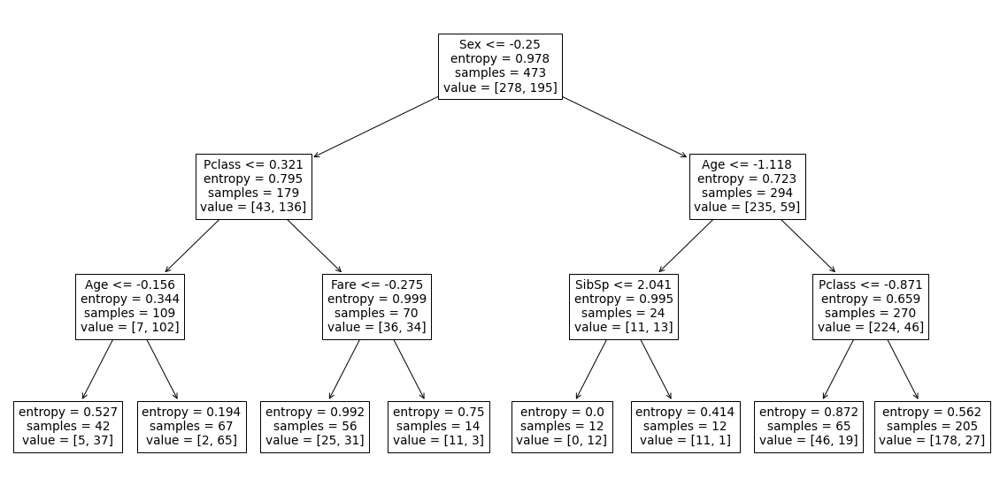 Sex <= -0.25
entropy = 0.978
samples = 473
value = [278, 195]
Pclass <= 0.321
entropy = 0.795
samples = 179
value = [43, 136]
Age <= -1.118
entropy = 0.723
samples = 294
value = [235, 59]
Age <= -0.156
entropy = 0.344
samples = 109
value = [7, 102]
Fare <= -0.275
entropy = 0.999
samples = 70
value = [36, 34]
SibSp <= 2.041
entropy = 0.995
samples = 24
value = [11, 13]
Pclass <= -0.871
entropy = 0.659
samples = 270
value = [224, 46]
entropy = 0.527
samples = 42
value = [5, 37]
entropy = 0.194
samples = 67
value = [2, 65]
entropy = 0.992
samples = 56
value = [25, 31]
entropy = 0.75
samples = 14
value = [11, 3]
entropy = 0.0
samples = 12
value = [0, 12]
entropy = 0.414
samples = 12
value = [11, 1]
entropy = 0.872
samples = 65
value = [46, 19]
entropy = 0.562
samples = 205
value = [178, 27]